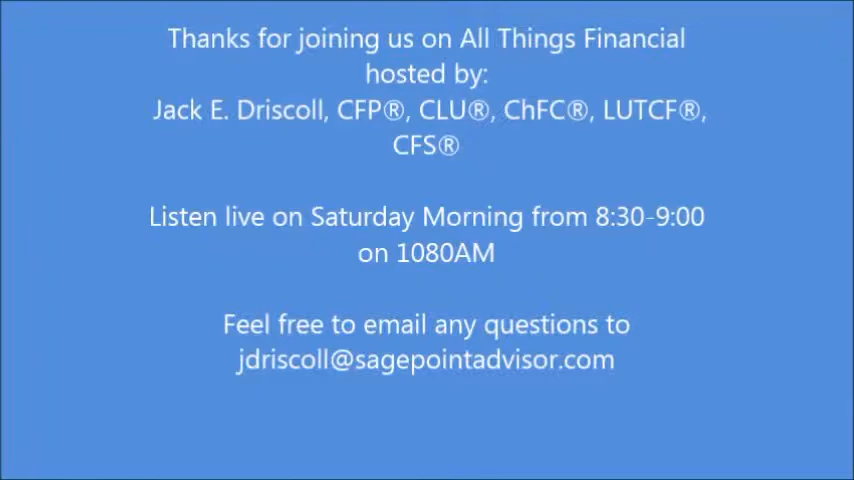 Thanks for joining us on All Things Financial
hosted by:
Jack E. Driscoll, CFP®, CLU®, ChFC®, LUTCF®,
CFS®
Listen live on Saturday Morning from 8:30-9:00
on 1080AM
Feel free to email any questions to
jdriscoll@sagepointadvisor.com